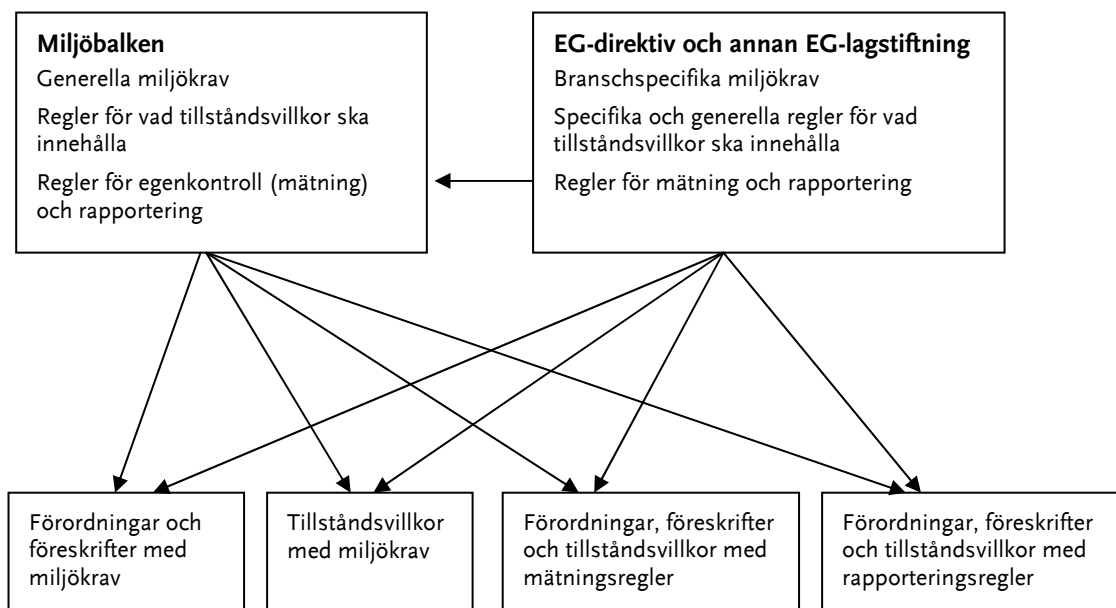 Miljöbalken
Generella miljökrav
Regler för vad tillståndsvillkor ska
innehålla
Regler för egenkontroll (mätning)
och rapportering
EG-direktiv och annan EG-lagstiftning
Branschspecifika miljökrav
Specifika och generella regler för vad
tillståndsvillkor ska innehålla
Regler för mätning och rapportering
Förordningar och
föreskrifter med
miljökrav
Tillståndsvillkor
med miljökrav
Förordningar, föreskrifter
och tillståndsvillkor med
mätningsregler
Förordningar, föreskrifter
och tillståndsvillkor med
rapporteringsregler